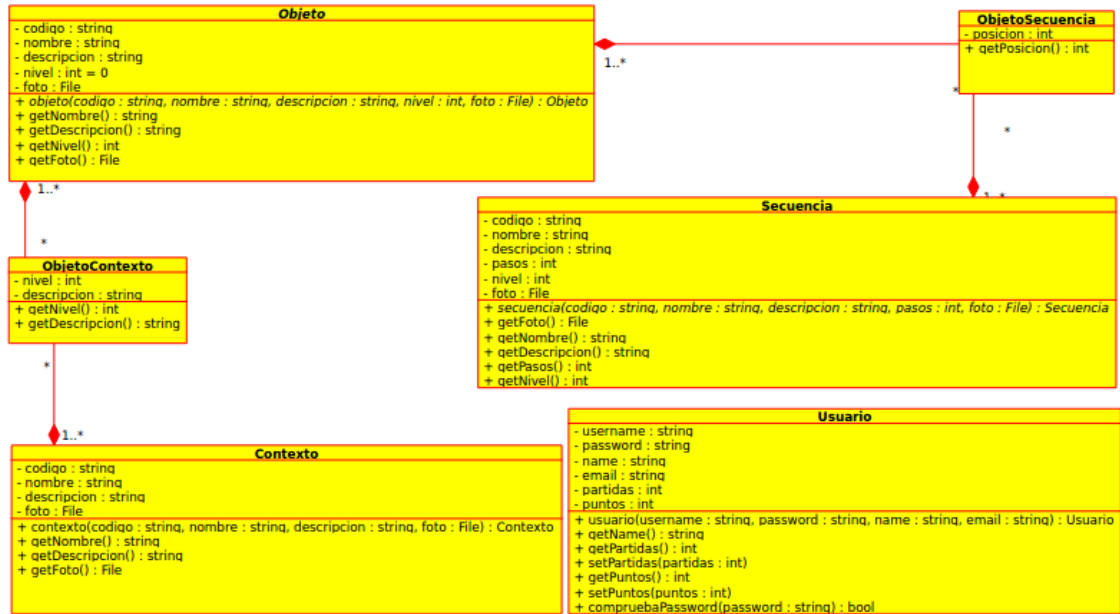 Objeto
- codigo : string
- nombre : string
- descripcion : string
- nivel : int = 0
- foto : File
+ objeto(codigo : string, nombre : string, descripcion : string, nivel : int, foto : File) : Objeto
+ getNombre() : string
+ getDescripcion() : string
+ getNivel() : int
+ getFoto() : File
1..*
ObjetoSecuencia
- posicion : int
+ getPosicion() : int
*
*
1..*
1..*
*
ObjetoContexto
- nivel : int
- descripcion : string
+ getNivel() : int
+ getDescripcion() : string
*
1..*
Secuencia
- codigo : string
- nombre : string
- descripcion : string
- pasos : int
- nivel : int
- foto : File
+ secuencia(codigo : string, nombre : string, descripcion : string, pasos : int, foto : File) : Secuencia
+ getFoto() : File
+ getNombre() : string
+ getDescripcion() : string
+ getPasos() : int
+ getNivel() : int
Contexto
- codigo : string
- nombre : string
- descripcion : string
- foto : File
+ contexto(codigo : string, nombre : string, descripcion : string, foto : File) : Contexto
+ getNombre() : string
+ getDescripcion() : string
+ getFoto() : File
Usuario
- username : string
- password : string
- name : string
- email : string
- partidas : int
- puntos : int
+ usuario(username : string, password : string, name : string, email : string) : Usuario
+ getName() : string
+ getPartidas() : int
+ setPartidas(partidas : int)
+ getPuntos() : int
+ setPuntos(puntos : int)
+ compruebaPassword(password : string) : bool